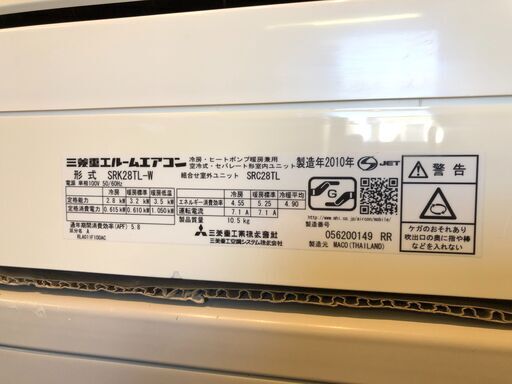 三菱重工ルームエアコン
冷房・ヒートポンプ暖房兼用
空冷式・セパレート形室内ユニット
製造年2010年
JET
形式 SRK28TL-W
組合せ室外ユニット SRC28TL
電源 単相100V 50/60Hz
冷房 暖房 暖房低温
定格能力 2.8 kW 3.2 kW 3.5 kW
定格消費電力 0.615 kW 0.610 kW 1.050 kW
冷房 暖房 冷暖平均
エネルギー消費効率 4.55 5.25 4.90
運転電流 7.1 A 7.1 A
室内質量 10.5 kg
通年エネルギー消費効率(APF) 5.8
区分名 A
RLA011F100AC
三菱重工業株式会社
三菱重工空調システム株式会社
G
製造番号
056200149 RR
製造元 MACO(THAILAND)
警告
ケガのおそれあり
吹出口の奥に指や棒
などを入れない